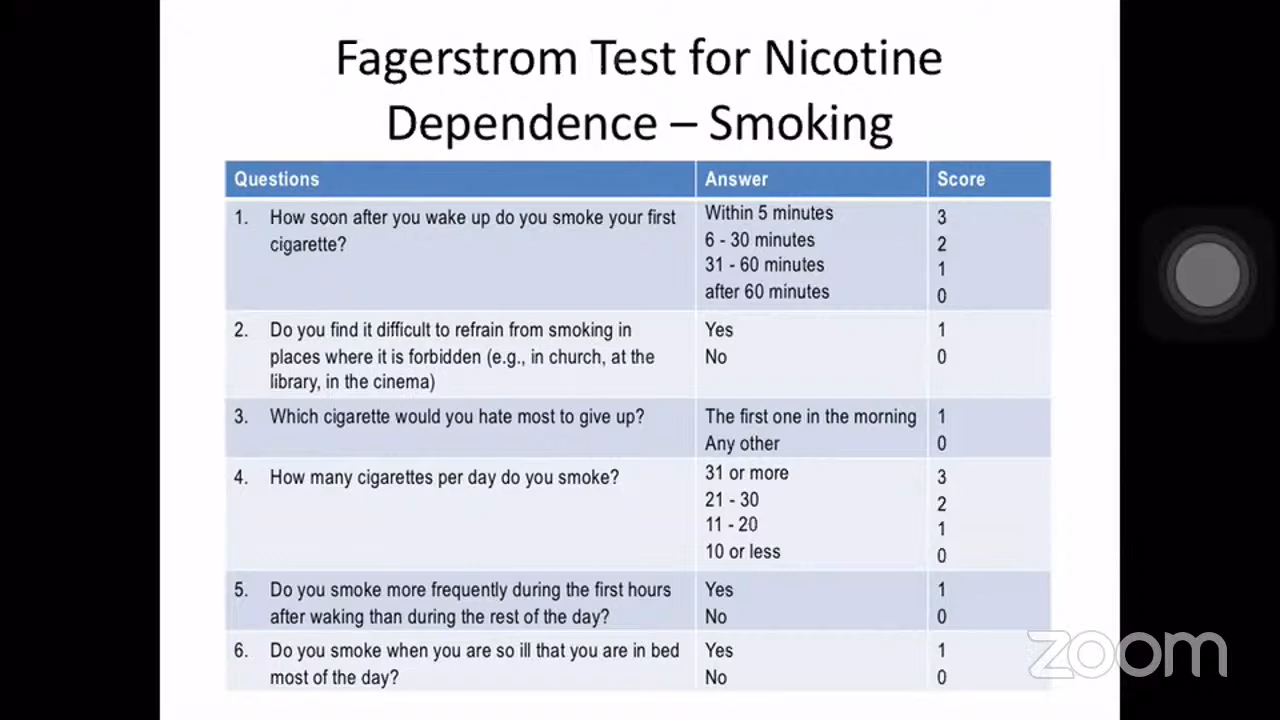 Fagerstrom Test for Nicotine
Dependence – Smoking
Questions Answer Score
1. How soon after you wake up do you smoke your first
cigarette?
Within 5 minutes 3
6 - 30 minutes 2
31 - 60 minutes 1
after 60 minutes 0
2. Do you find it difficult to refrain from smoking in
places where it is forbidden (e.g., in church, at the
library, in the cinema)
Yes 1
No 0
3. Which cigarette would you hate most to give up?
The first one in the morning 1
Any other 0
4. How many cigarettes per day do you smoke?
31 or more 3
21 - 30 2
11 - 20 1
10 or less 0
5. Do you smoke more frequently during the first hours
after waking than during the rest of the day?
Yes 1
No 0
6. Do you smoke when you are so ill that you are in bed
most of the day?
Yes 1
No 0
zoom